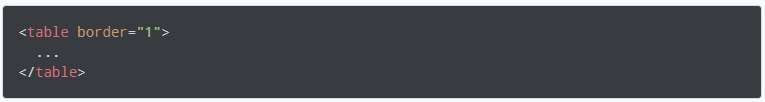 <table border="1">
  ...
</table>